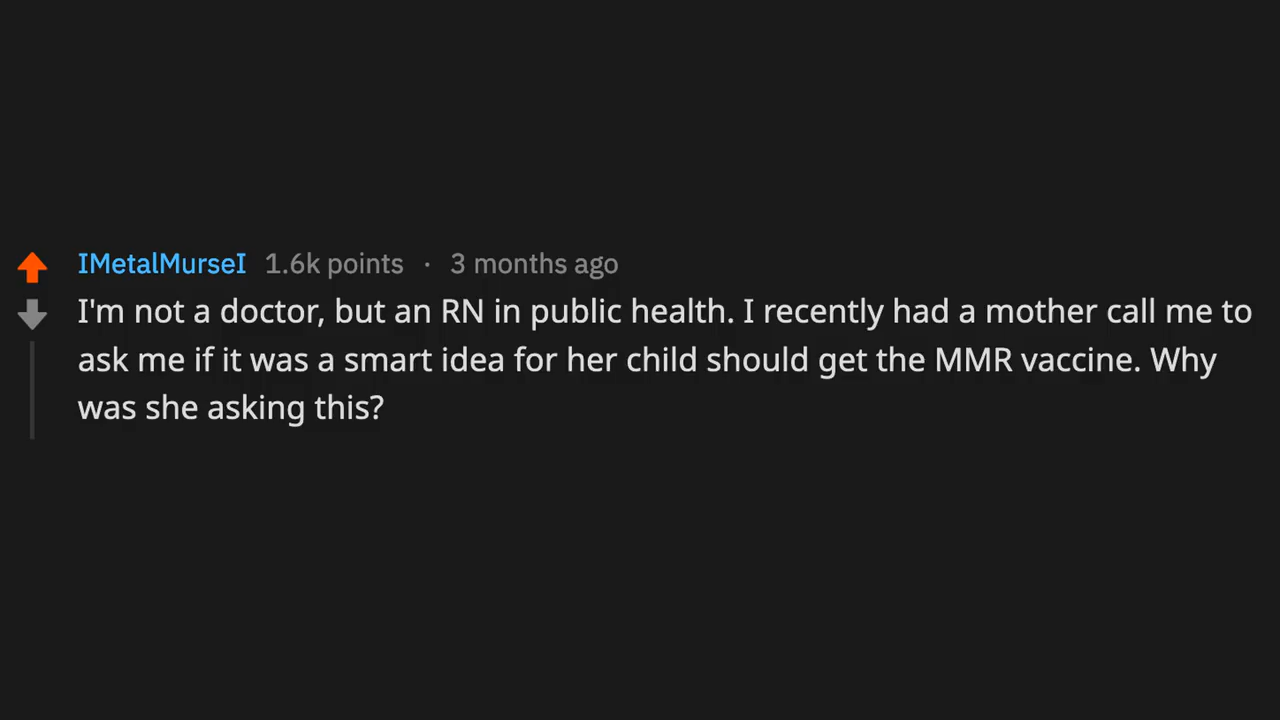 IMetalMurseI 1.6k points · 3 months ago
I'm not a doctor, but an RN in public health. I recently had a mother call me to
ask me if it was a smart idea for her child should get the MMR vaccine. Why
was she asking this?